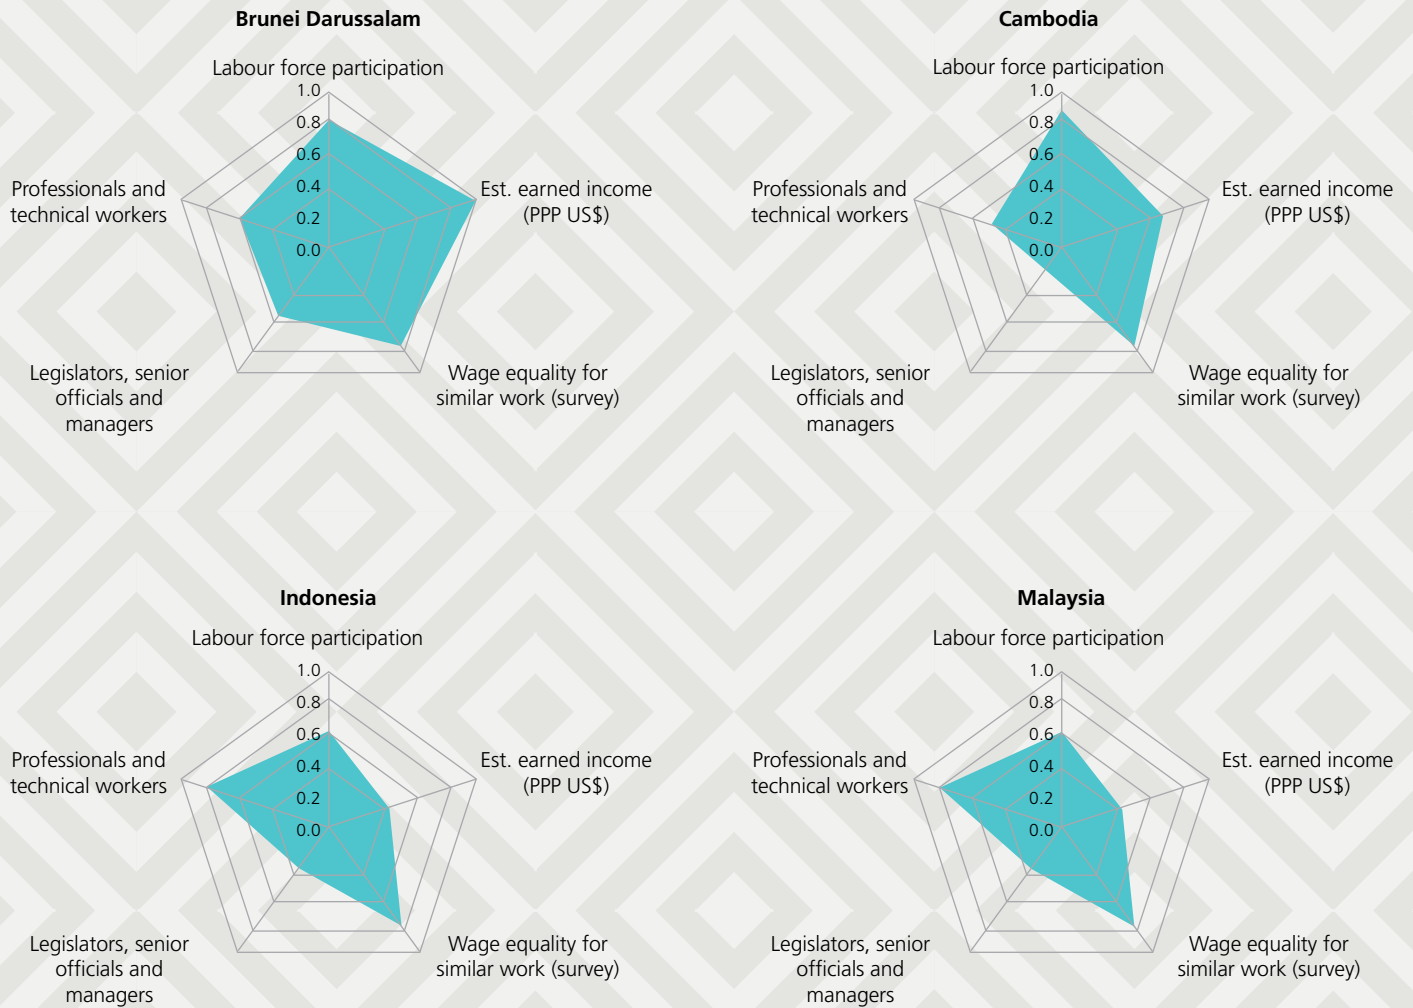 Brunei Darussalam
Labour force participation
1.0
0.8
0.6
0.4
0.2
0.0
Est. earned income
(PPP US$)
Wage equality for
similar work (survey)
Legislators, senior
officials and
managers
Professionals and
technical workers
Cambodia
Labour force participation
1.0
0.8
0.6
0.4
0.2
0.0
Est. earned income
(PPP US$)
Wage equality for
similar work (survey)
Legislators, senior
officials and
managers
Professionals and
technical workers
Indonesia
Labour force participation
1.0
0.8
0.6
0.4
0.2
0.0
Est. earned income
(PPP US$)
Wage equality for
similar work (survey)
Legislators, senior
officials and
managers
Professionals and
technical workers
Malaysia
Labour force participation
1.0
0.8
0.6
0.4
0.2
0.0
Est. earned income
(PPP US$)
Wage equality for
similar work (survey)
Legislators, senior
officials and
managers
Professionals and
technical workers